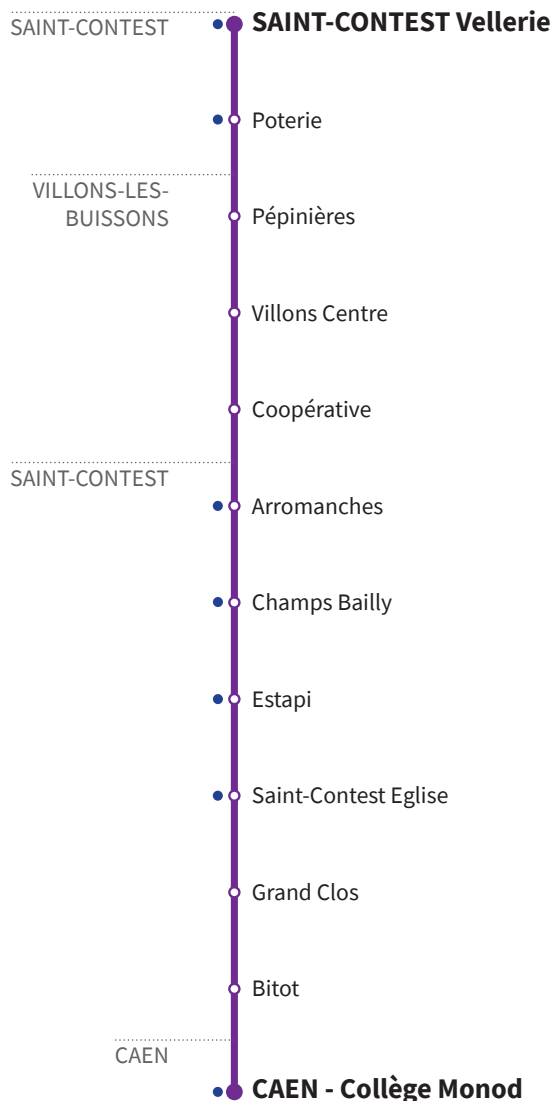 SAINT-CONTEST
SAINT-CONTEST Vellerie
Poterie
VILLONS-LES-
BUISSONS
Pépinières
Villons Centre
Coopérative
SAINT-CONTEST
Arromanches
Champs Bailly
Estapi
Saint-Contest Eglise
Grand Clos
Bitot
CAEN
CAEN - Collège Monod